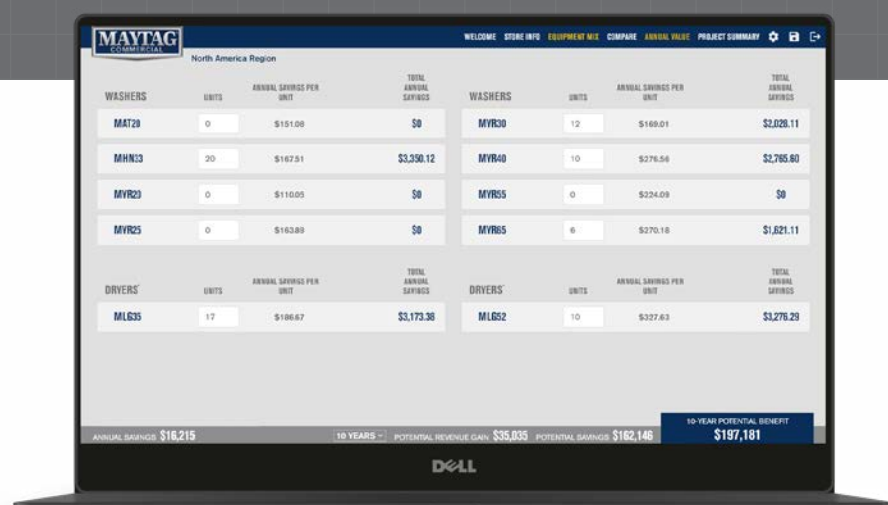 MAYTAG
COMMERCIAL
WELCOME STORE INFO EQUIPMENT MIX COMPARE ANNUAL VALUE PROJECT SUMMARY
North America Region
WASHERS UNITS ANNUAL SAVINGS PER UNIT TOTAL ANNUAL SAVINGS WASHERS UNITS ANNUAL SAVINGS PER UNIT TOTAL ANNUAL SAVINGS
MAT20 0 $151.08 $0 MYR30 12 $169.01 $2,028.11
MHN33 20 $167.51 $3,350.12 MYR40 10 $276.56 $2,765.60
MYR20 0 $110.05 $0 MYR55 0 $224.09 $0
MYR25 0 $163.89 $0 MYR65 6 $270.18 $1,621.11
DRYERS UNITS ANNUAL SAVINGS PER UNIT TOTAL ANNUAL SAVINGS DRYERS UNITS ANNUAL SAVINGS PER UNIT TOTAL ANNUAL SAVINGS
MLG35 17 $186.67 $3,173.38 MLG52 10 $327.63 $3,276.29
10-YEAR POTENTIAL BENEFIT
ANNUAL SAVINGS $16,215 10 YEARS POTENTIAL REVENUE GAIN $35,035 POTENTIAL SAVINGS $162,146 $197,181
DELL